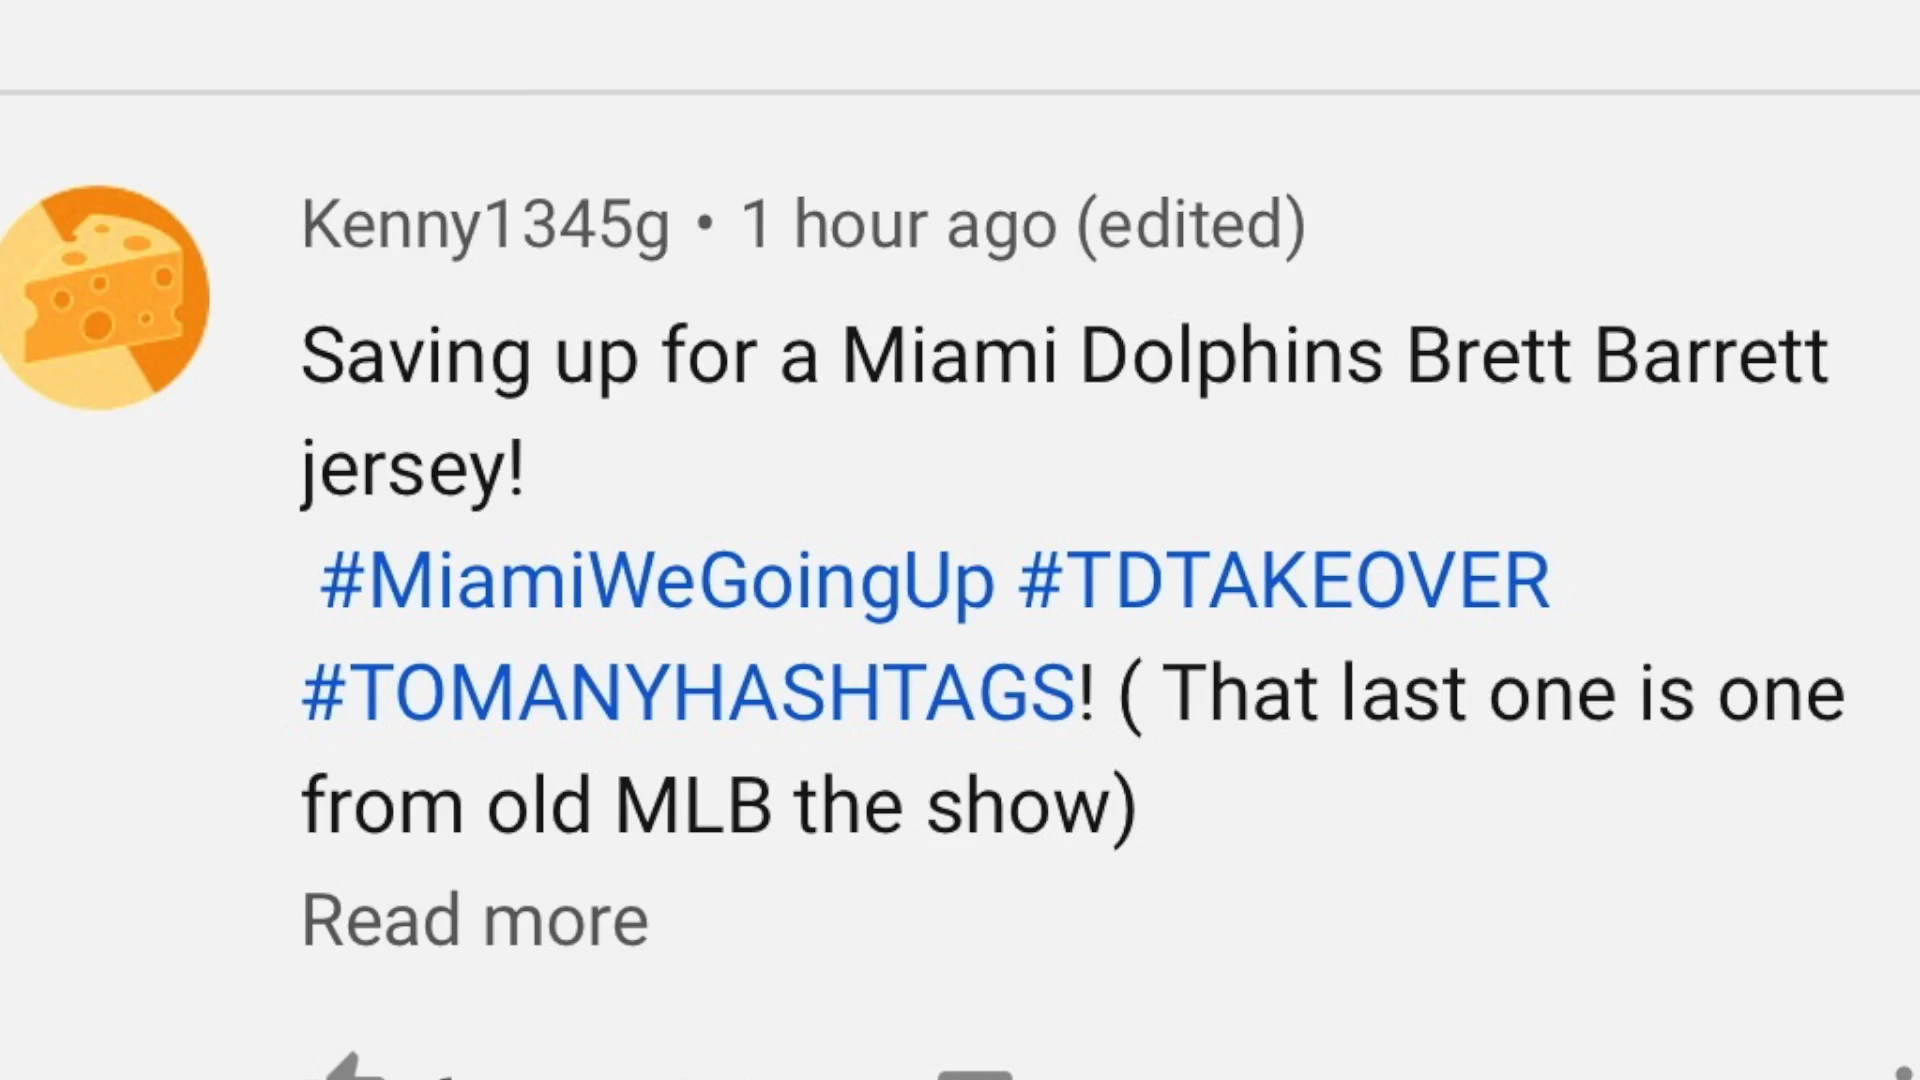 Kenny1345g • 1 hour ago (edited)
Saving up for a Miami Dolphins Brett Barrett
jersey!
#MiamiWeGoingUp #TDTAKEOVER
#TOMANYHASHTAGS! ( That last one is one
from old MLB the show)
Read more